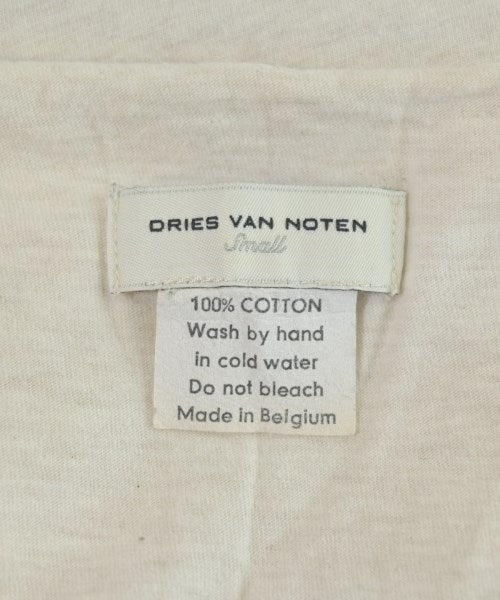 DRIES VAN NOTEN
Small
100% COTTON
Wash by hand
in cold water
Do not bleach
Made in Belgium